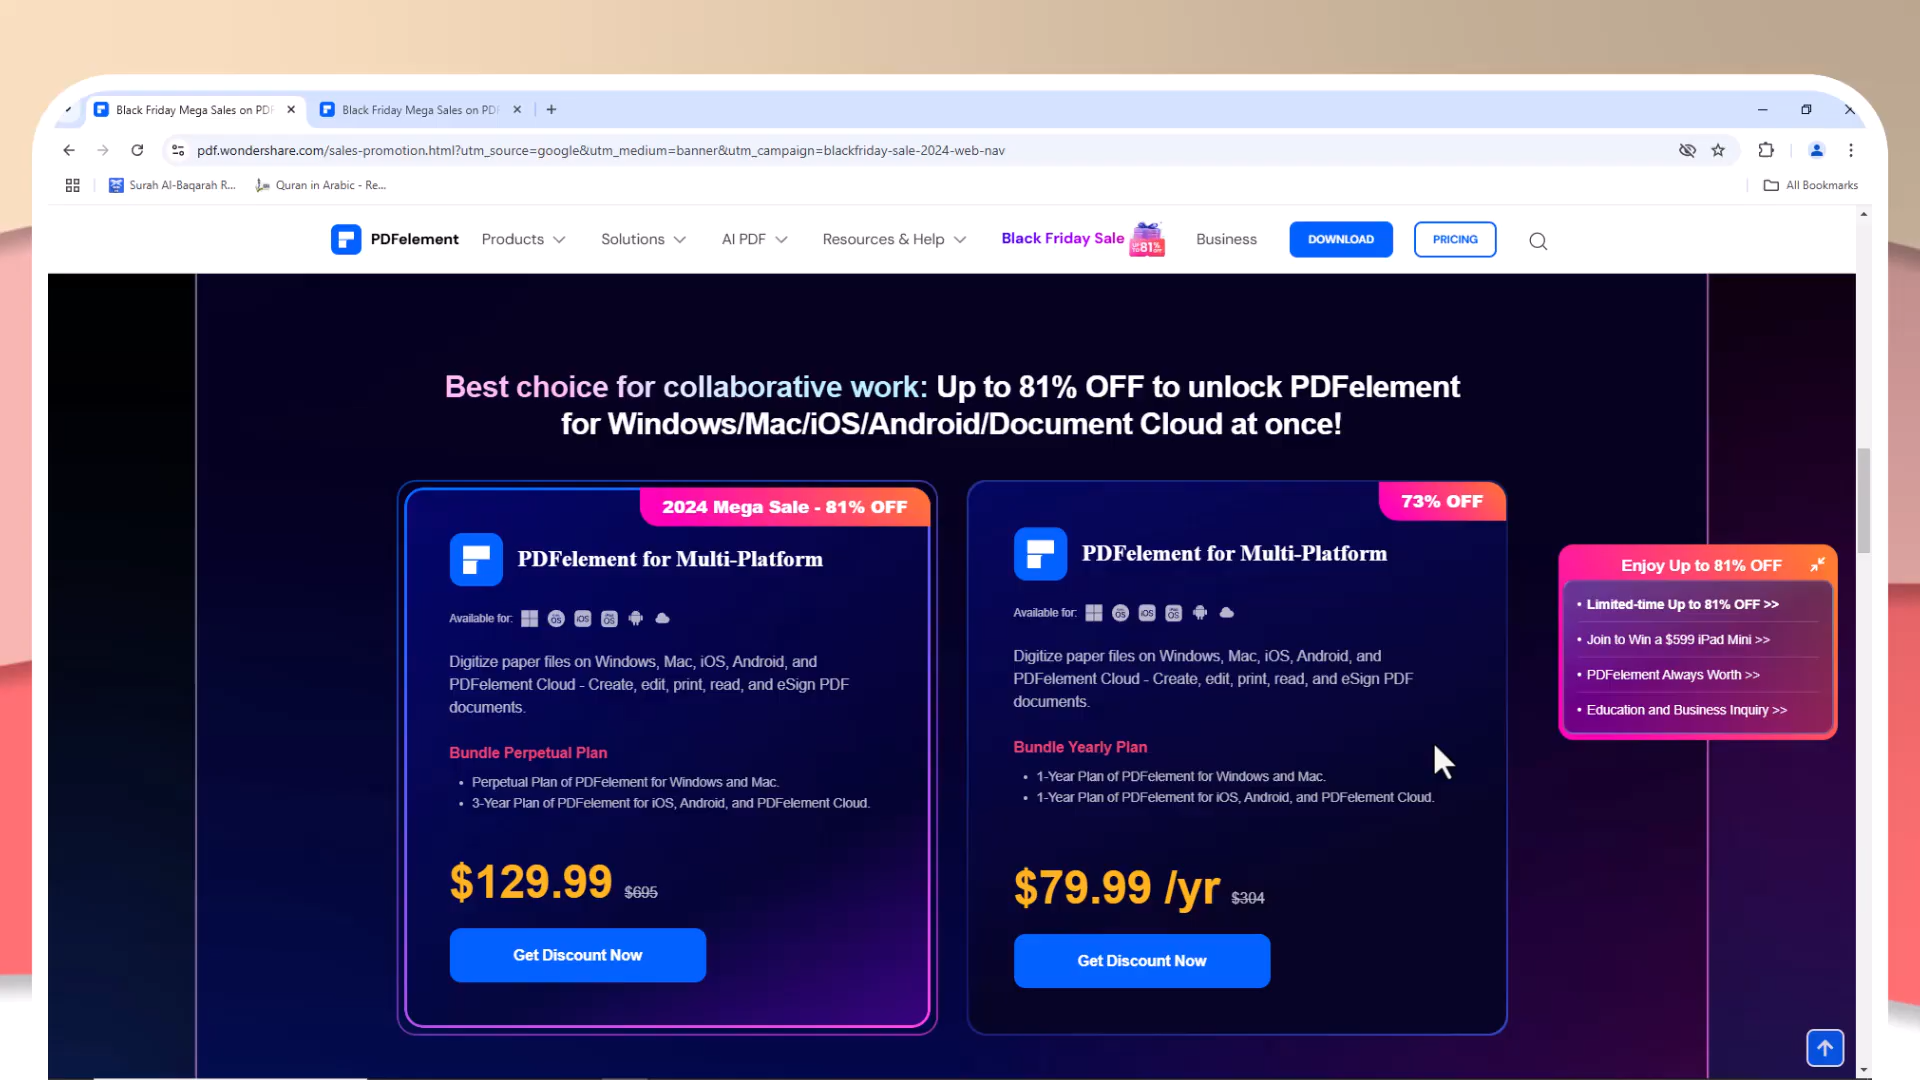 Black Friday Mega Sales on PDF
Black Friday Mega Sales on PDF
pdf.wondershare.com/sales-promotion.html?utm_source=google&utm_medium=banner&utm_campaign=blackfriday-sale-2024-web-nav
Surah Al-Baqarah R...
Quran in Arabic - Re...
All Bookmarks
PDFelement
Products
Solutions
AI PDF
Resources & Help
Black Friday Sale
81%
Business
DOWNLOAD
PRICING
Best choice for collaborative work: Up to 81% OFF to unlock PDFelement
for Windows/Mac/iOS/Android/Document Cloud at once!
2024 Mega Sale - 81% OFF
PDFelement for Multi-Platform
Available for:
Digitize paper files on Windows, Mac, iOS, Android, and
PDFelement Cloud - Create, edit, print, read, and eSign PDF
documents.
Bundle Perpetual Plan
• Perpetual Plan of PDFelement for Windows and Mac.
• 3-Year Plan of PDFelement for iOS, Android, and PDFelement Cloud.
$129.99 $695
Get Discount Now
73% OFF
PDFelement for Multi-Platform
Available for:
Digitize paper files on Windows, Mac, iOS, Android, and
PDFelement Cloud - Create, edit, print, read, and eSign PDF
documents.
Bundle Yearly Plan
• 1-Year Plan of PDFelement for Windows and Mac.
• 1-Year Plan of PDFelement for iOS, Android, and PDFelement Cloud.
$79.99 /yr $304
Get Discount Now
Enjoy Up to 81% OFF
• Limited-time Up to 81% OFF >>
• Join to Win a $599 iPad Mini >>
• PDFelement Always Worth >>
• Education and Business Inquiry >>